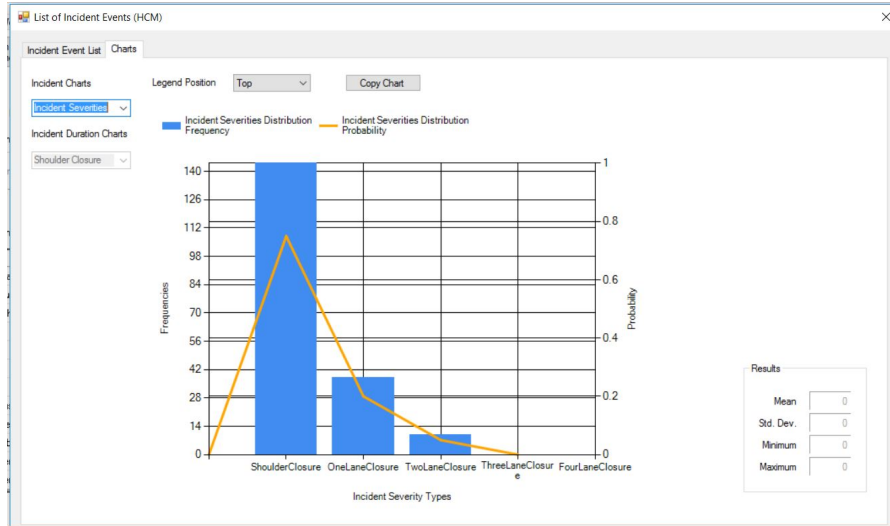 List of Incident Events (HCM)
Incident Event List Charts
Incident Charts
Legend Position Top Copy Chart
Incident Severities
Incident Duration Charts
Shoulder Closure
Incident Severities Distribution
Frequency
Incident Severities Distribution
Probability
140
126
112
98
84
70
56
42
28
14
0
Frequencies
1
0.8
0.6
0.4
0.2
0
Probability
ShoulderClosure OneLaneClosure TwoLaneClosure ThreeLaneClosur
e
FourLaneClosure
Incident Severity Types
Results
Mean 0
Std. Dev. 0
Minimum 0
Maximum 0